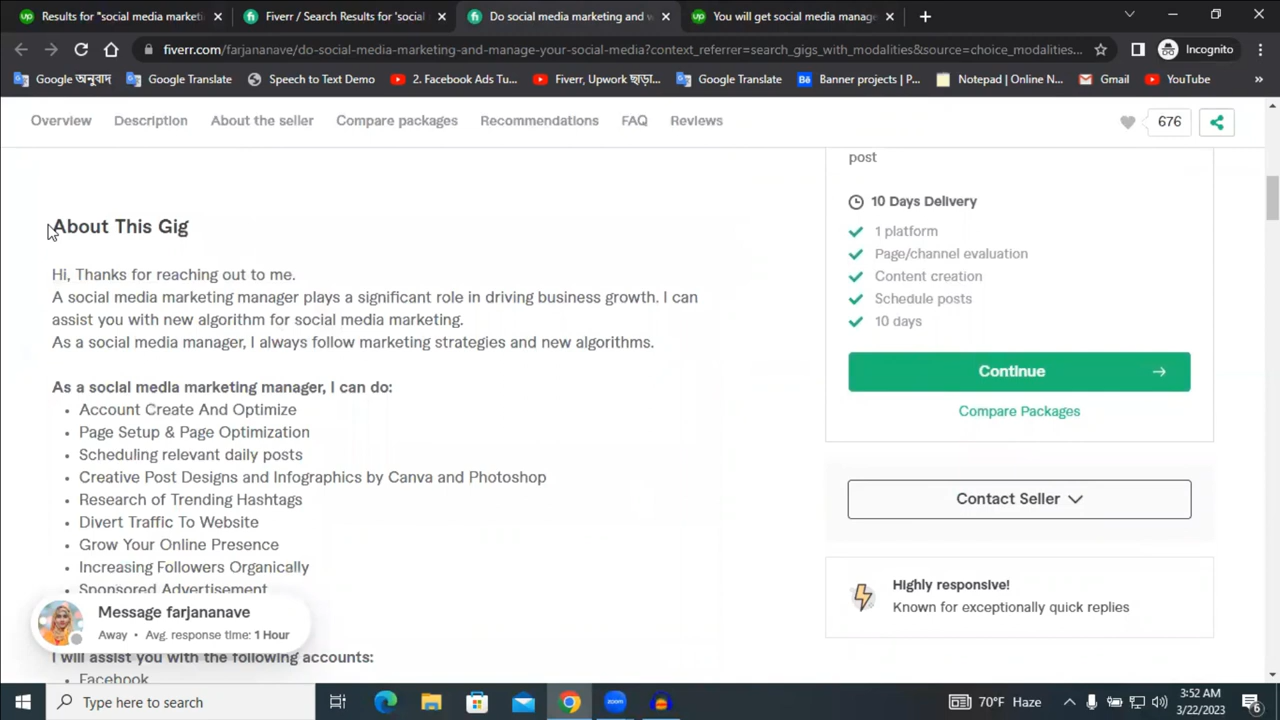 Results for "social media marketi
Fiverr / Search Results for 'social
Do social media marketing and w
You will get social media manage
fiverr.com/farjananave/do-social-media-marketing-and-manage-your-social-media?context_referrer=search_gigs_with_modalities&source=choice_modalities...
Incognito
Google অনুবাদ
Google Translate
Speech to Text Demo
2. Facebook Ads Tu...
Fiverr, Upwork ছাড়া...
Google Translate
Banner projects | P...
Notepad | Online N...
Gmail
YouTube
Overview
Description
About the seller
Compare packages
Recommendations
FAQ
Reviews
676
post
10 Days Delivery
1 platform
Page/channel evaluation
Content creation
Schedule posts
10 days
Continue
Compare Packages
Contact Seller
Highly responsive!
Known for exceptionally quick replies
About This Gig
Hi, Thanks for reaching out to me.
A social media marketing manager plays a significant role in driving business growth. I can
assist you with new algorithm for social media marketing.
As a social media manager, I always follow marketing strategies and new algorithms.
As a social media marketing manager, I can do:
Account Create And Optimize
Page Setup & Page Optimization
Scheduling relevant daily posts
Creative Post Designs and Infographics by Canva and Photoshop
Research of Trending Hashtags
Divert Traffic To Website
Grow Your Online Presence
Increasing Followers Organically
Sponsored Advertisement
Message farjananave
Away • Avg. response time: 1 Hour
I will assist you with the following accounts:
Facebook
Type here to search
zoom
70°F Haze
3:52 AM
3/22/2023
6